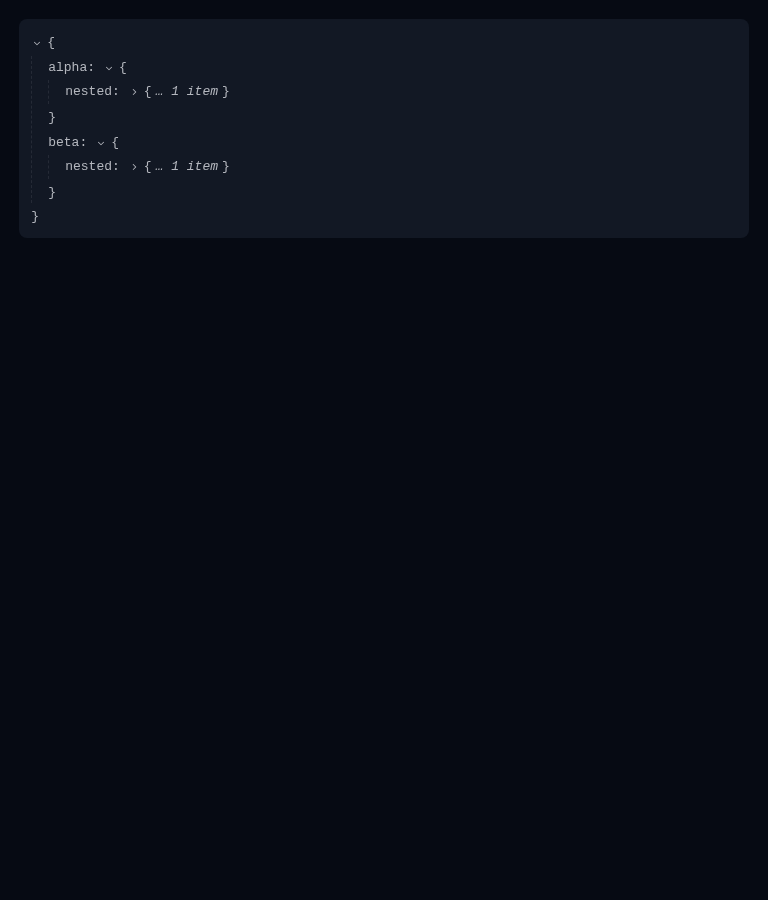 {
alpha: {
nested: {… 1 item}
}
beta: {
nested: {… 1 item}
}
}